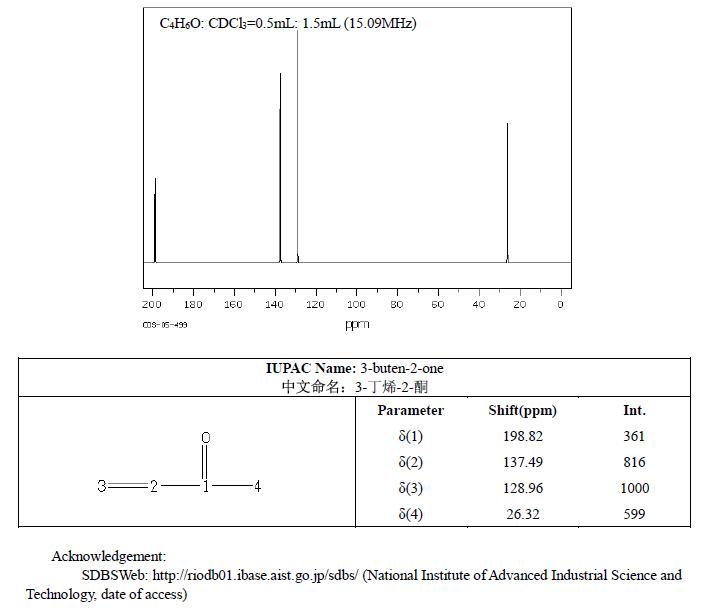 C₄H₆O: CDCl₃=0.5mL: 1.5mL (15.09MHz)
200 180 160 140 120 100 80 60 40 20 0
CDS-05-499
ppm
IUPAC Name: 3-buten-2-one
中文命名：3-丁烯-2-酮
O
3 2 1 4
Parameter Shift(ppm) Int.
δ(1) 198.82 361
δ(2) 137.49 816
δ(3) 128.96 1000
δ(4) 26.32 599
Acknowledgement:
SDBSWeb: http://riodb01.ibase.aist.go.jp/sdbs/ (National Institute of Advanced Industrial Science and
Technology, date of access)